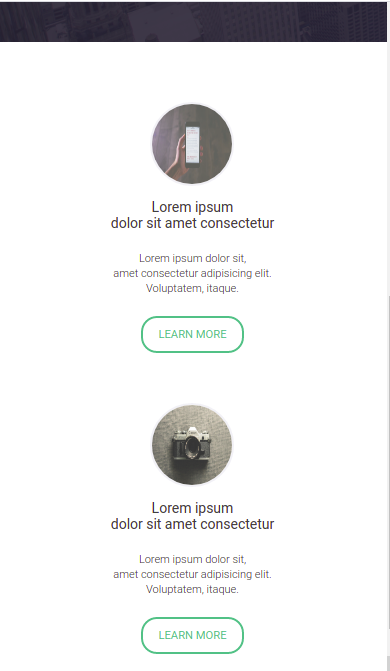 Lorem ipsum
dolor sit amet consectetur
Lorem ipsum dolor sit,
amet consectetur adipisicing elit.
Voluptatem, itaque.
LEARN MORE
Lorem ipsum
dolor sit amet consectetur
Lorem ipsum dolor sit,
amet consectetur adipisicing elit.
Voluptatem, itaque.
LEARN MORE